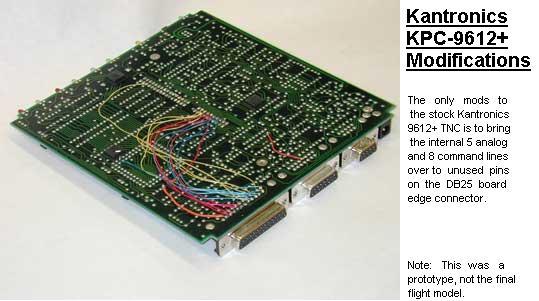 Kantronics
KPC-9612+
Modifications
The only mods to
the stock Kantronics
9612+ TNC is to bring
the internal 5 analog
and 8 command lines
over to unused pins
on the DB25 board
edge connector.
Note: This was a
prototype, not the final
flight model.